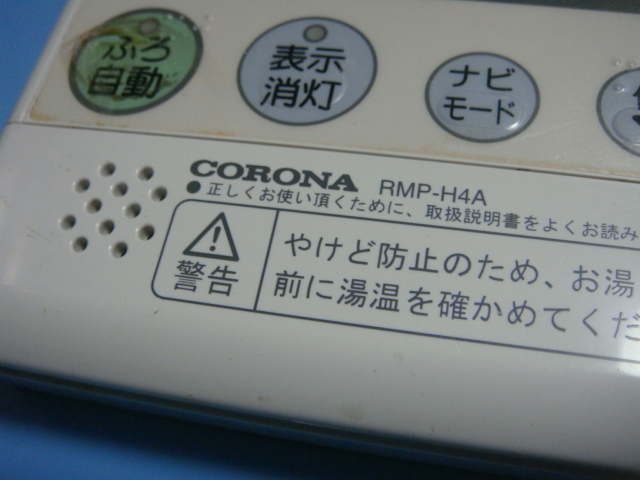 ふろ
自動
表示
消灯
ナビ
モード
CORONA RMP-H4A
●正しくお使い頂くために、取扱説明書をよくお読み
警告
やけど防止のため、お湯
前に湯温を確かめてくだ